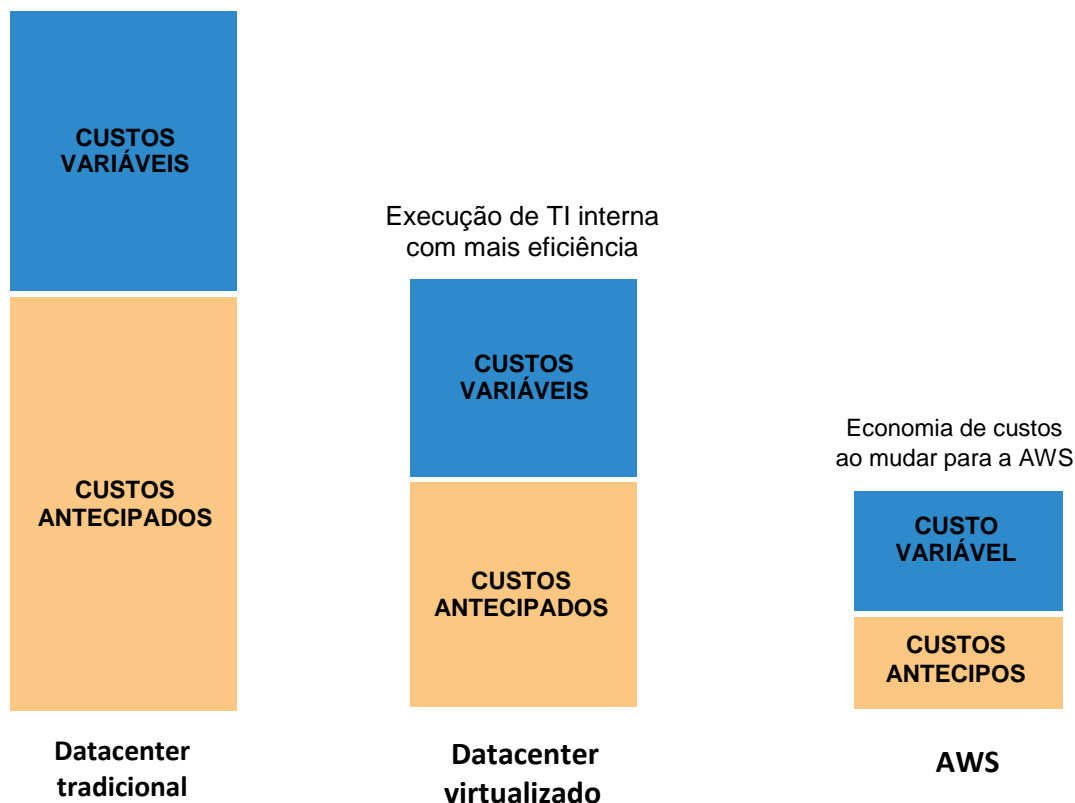 CUSTOS
VARIÁVEIS
CUSTOS
ANTECIPADOS
Datacenter
tradicional
Execução de TI interna
com mais eficiência
CUSTOS
VARIÁVEIS
CUSTOS
ANTECIPADOS
Datacenter
virtualizado
Economia de custos
ao mudar para a AWS
CUSTO
VARIÁVEL
CUSTOS
ANTECIPOS
AWS